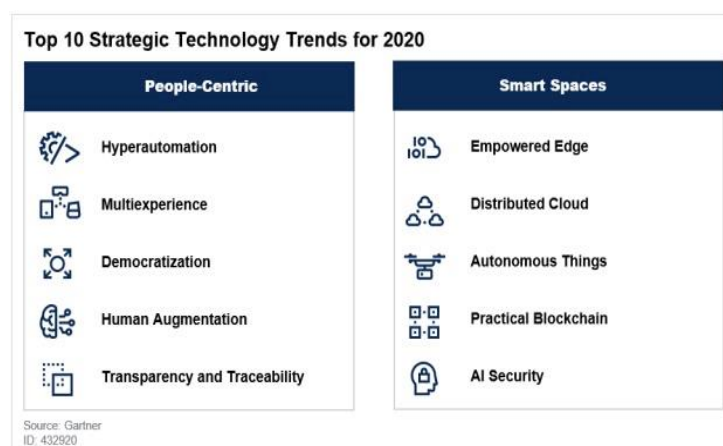 Top 10 Strategic Technology Trends for 2020
People-Centric
Hyperautomation
Multiexperience
Democratization
Human Augmentation
Transparency and Traceability
Smart Spaces
Empowered Edge
Distributed Cloud
Autonomous Things
Practical Blockchain
AI Security
Source: Gartner
ID: 432920